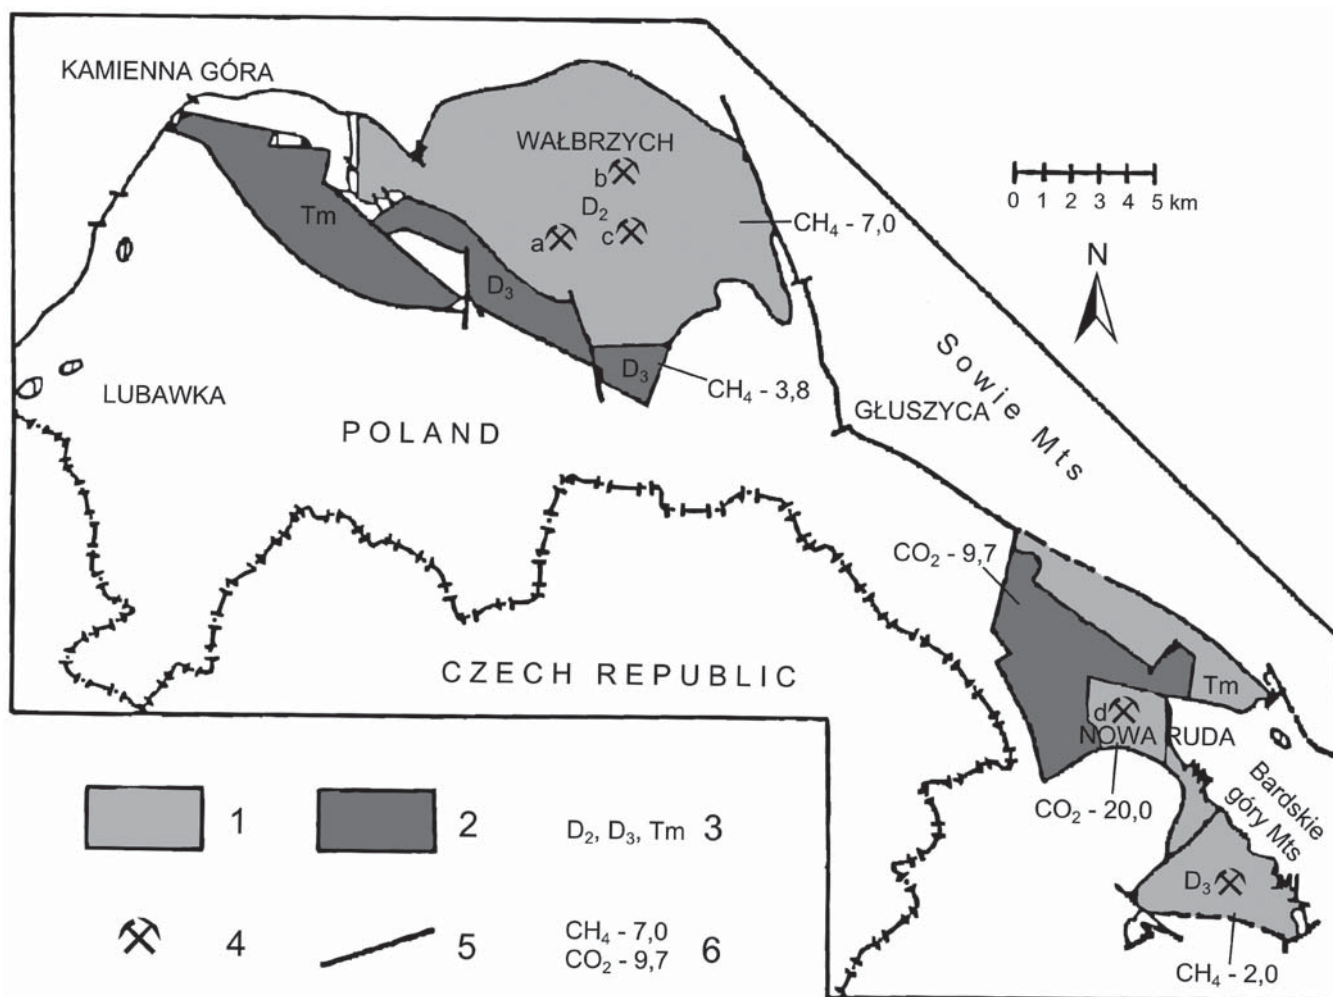 KAMIENNA GÓRA
WAŁBRZYCH
b
D₂
a
c
CH₄ - 7,0
0 1 2 3 4 5 km
N
Tm
D₃
D₃
CH₄ - 3,8
LUBAWKA
POLAND
GŁUSZYCA
Sowie Mts
CO₂ - 9,7
CZECH REPUBLIC
Tm
d
NOWA RUDA
CO₂ - 20,0
Bardskie
góry Mts
D₃
CH₄ - 2,0
1
2
D₂, D₃, Tm 3
4
5
CH₄ - 7,0
CO₂ - 9,7
6